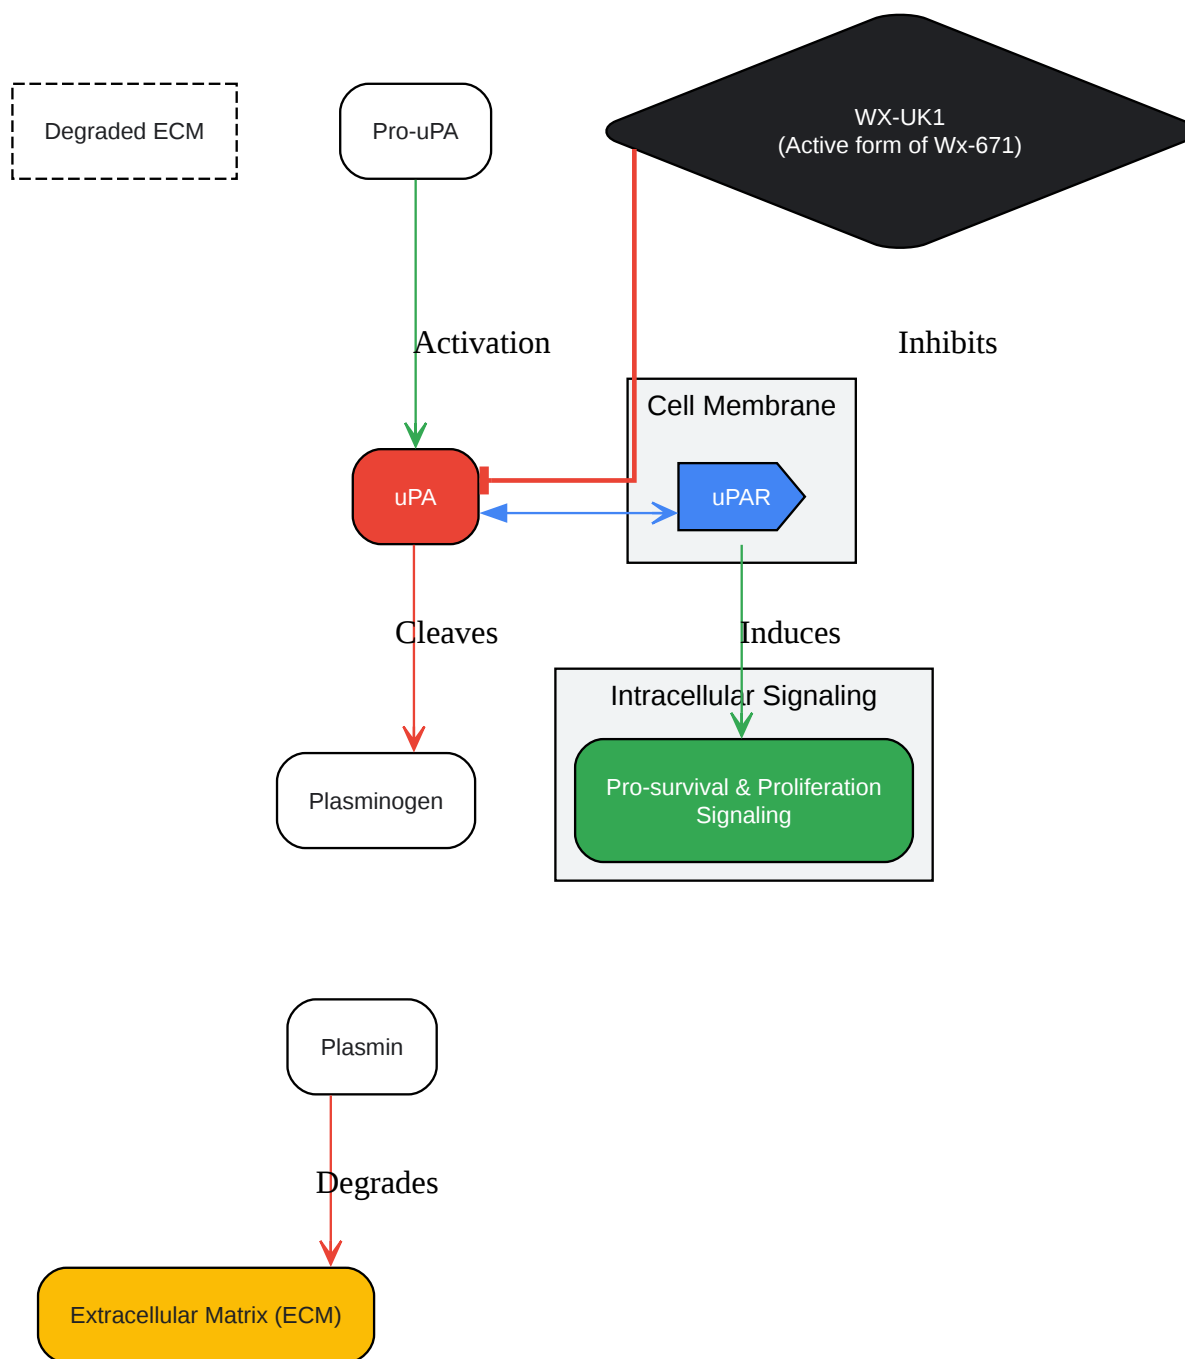 Degraded ECM
Pro-uPA
WX-UK1
(Active form of Wx-671)
Activation
Inhibits
Cell Membrane
uPA
uPAR
Cleaves
Induces
Intracellular Signaling
Pro-survival & Proliferation
Signaling
Plasminogen
Plasmin
Degrades
Extracellular Matrix (ECM)